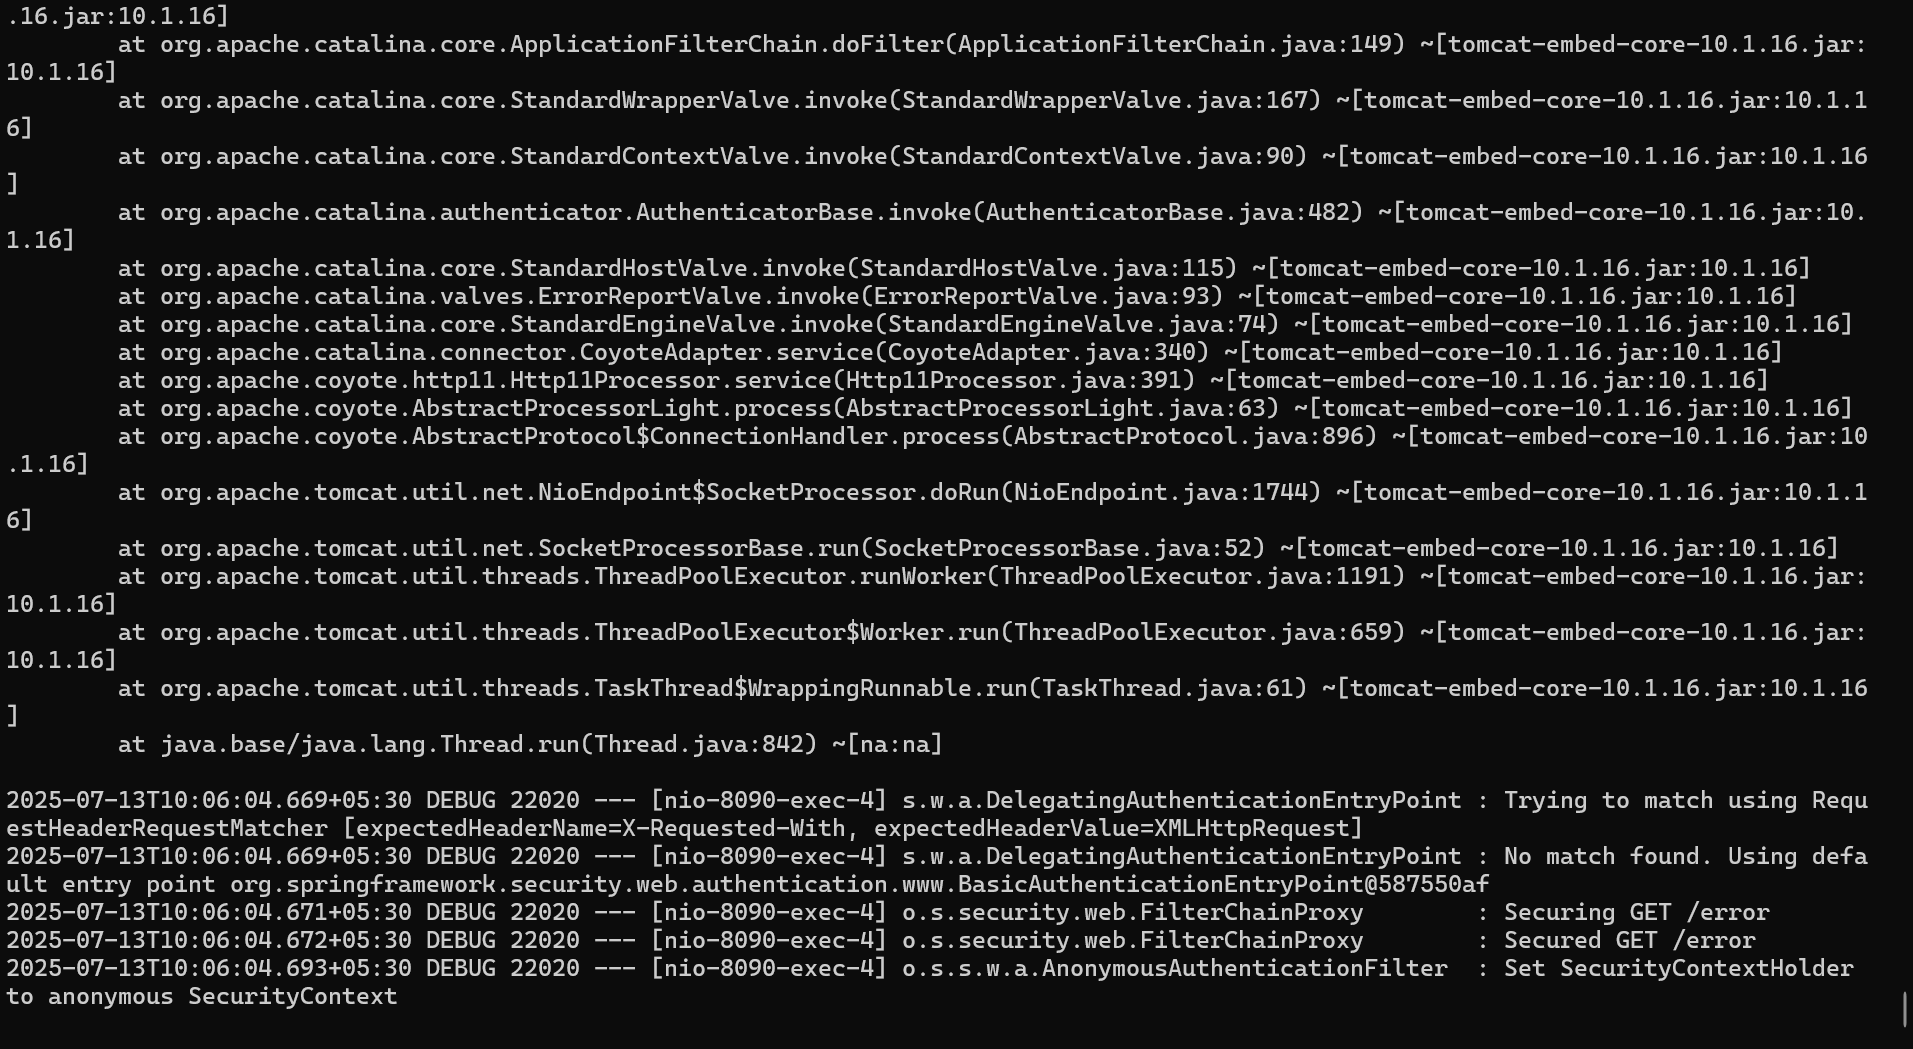 .16.jar:10.1.16]
        at org.apache.catalina.core.ApplicationFilterChain.doFilter(ApplicationFilterChain.java:149) ~[tomcat-embed-core-10.1.16.jar:
10.1.16]
        at org.apache.catalina.core.StandardWrapperValve.invoke(StandardWrapperValve.java:167) ~[tomcat-embed-core-10.1.16.jar:10.1.1
6]
        at org.apache.catalina.core.StandardContextValve.invoke(StandardContextValve.java:90) ~[tomcat-embed-core-10.1.16.jar:10.1.16
]
        at org.apache.catalina.authenticator.AuthenticatorBase.invoke(AuthenticatorBase.java:482) ~[tomcat-embed-core-10.1.16.jar:10.
1.16]
        at org.apache.catalina.core.StandardHostValve.invoke(StandardHostValve.java:115) ~[tomcat-embed-core-10.1.16.jar:10.1.16]
        at org.apache.catalina.valves.ErrorReportValve.invoke(ErrorReportValve.java:93) ~[tomcat-embed-core-10.1.16.jar:10.1.16]
        at org.apache.catalina.core.StandardEngineValve.invoke(StandardEngineValve.java:74) ~[tomcat-embed-core-10.1.16.jar:10.1.16]
        at org.apache.catalina.connector.CoyoteAdapter.service(CoyoteAdapter.java:340) ~[tomcat-embed-core-10.1.16.jar:10.1.16]
        at org.apache.coyote.http11.Http11Processor.service(Http11Processor.java:391) ~[tomcat-embed-core-10.1.16.jar:10.1.16]
        at org.apache.coyote.AbstractProcessorLight.process(AbstractProcessorLight.java:63) ~[tomcat-embed-core-10.1.16.jar:10.1.16]
        at org.apache.coyote.AbstractProtocol$ConnectionHandler.process(AbstractProtocol.java:896) ~[tomcat-embed-core-10.1.16.jar:10
.1.16]
        at org.apache.tomcat.util.net.NioEndpoint$SocketProcessor.doRun(NioEndpoint.java:1744) ~[tomcat-embed-core-10.1.16.jar:10.1.1
6]
        at org.apache.tomcat.util.net.SocketProcessorBase.run(SocketProcessorBase.java:52) ~[tomcat-embed-core-10.1.16.jar:10.1.16]
        at org.apache.tomcat.util.threads.ThreadPoolExecutor.runWorker(ThreadPoolExecutor.java:1191) ~[tomcat-embed-core-10.1.16.jar:
10.1.16]
        at org.apache.tomcat.util.threads.ThreadPoolExecutor$Worker.run(ThreadPoolExecutor.java:659) ~[tomcat-embed-core-10.1.16.jar:
10.1.16]
        at org.apache.tomcat.util.threads.TaskThread$WrappingRunnable.run(TaskThread.java:61) ~[tomcat-embed-core-10.1.16.jar:10.1.16
]
        at java.base/java.lang.Thread.run(Thread.java:842) ~[na:na]

2025-07-13T10:06:04.669+05:30 DEBUG 22020 --- [nio-8090-exec-4] s.w.a.DelegatingAuthenticationEntryPoint : Trying to match using Requ
estHeaderRequestMatcher [expectedHeaderName=X-Requested-With, expectedHeaderValue=XMLHttpRequest]
2025-07-13T10:06:04.669+05:30 DEBUG 22020 --- [nio-8090-exec-4] s.w.a.DelegatingAuthenticationEntryPoint : No match found. Using defa
ult entry point org.springframework.security.web.authentication.www.BasicAuthenticationEntryPoint@587550af
2025-07-13T10:06:04.671+05:30 DEBUG 22020 --- [nio-8090-exec-4] o.s.security.web.FilterChainProxy        : Securing GET /error
2025-07-13T10:06:04.672+05:30 DEBUG 22020 --- [nio-8090-exec-4] o.s.security.web.FilterChainProxy        : Secured GET /error
2025-07-13T10:06:04.693+05:30 DEBUG 22020 --- [nio-8090-exec-4] o.s.s.w.a.AnonymousAuthenticationFilter  : Set SecurityContextHolder
to anonymous SecurityContext